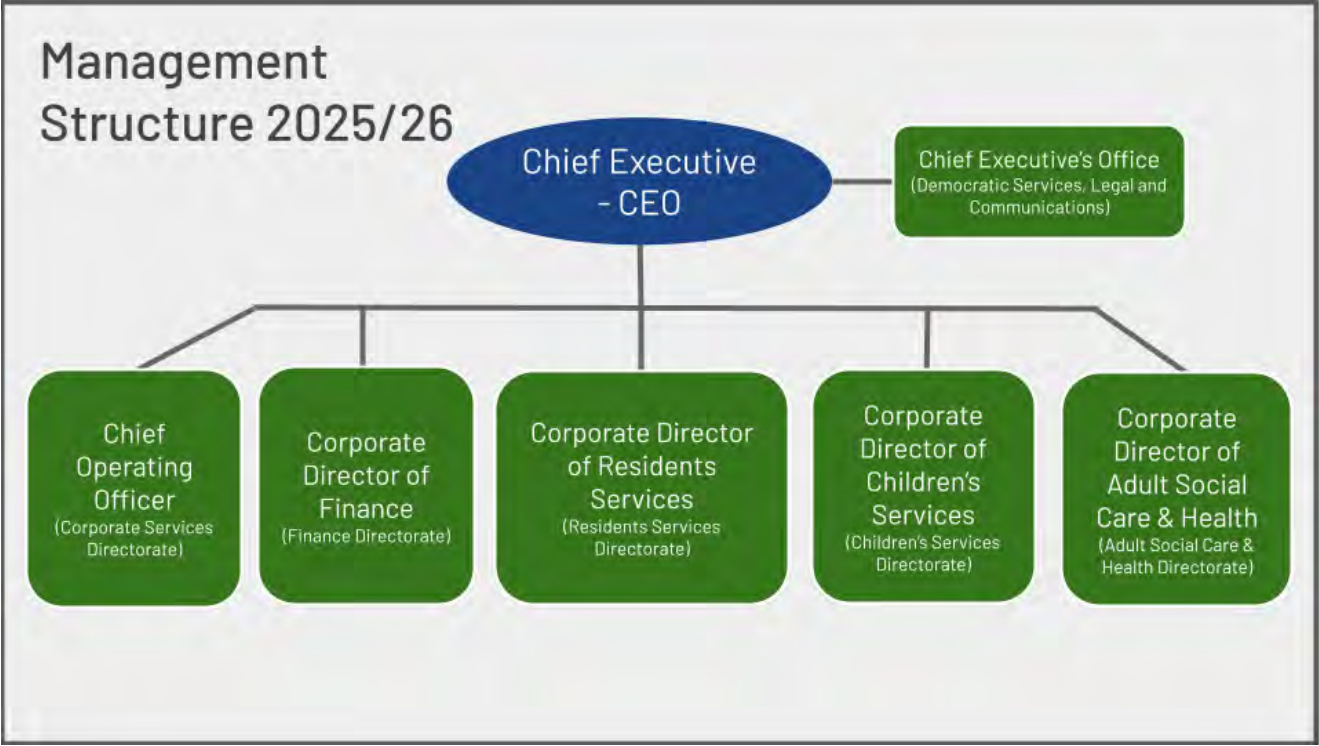 Management
Structure 2025/26
Chief Executive
- CEO
Chief Executive's Office
(Democratic Services, Legal and
Communications)
Chief
Operating
Officer
(Corporate Services
Directorate)
Corporate
Director of
Finance
(Finance Directorate)
Corporate Director
of Residents
Services
(Residents Services
Directorate)
Corporate
Director of
Children's
Services
(Children's Services
Directorate)
Corporate
Director of
Adult Social
Care & Health
(Adult Social Care &
Health Directorate)